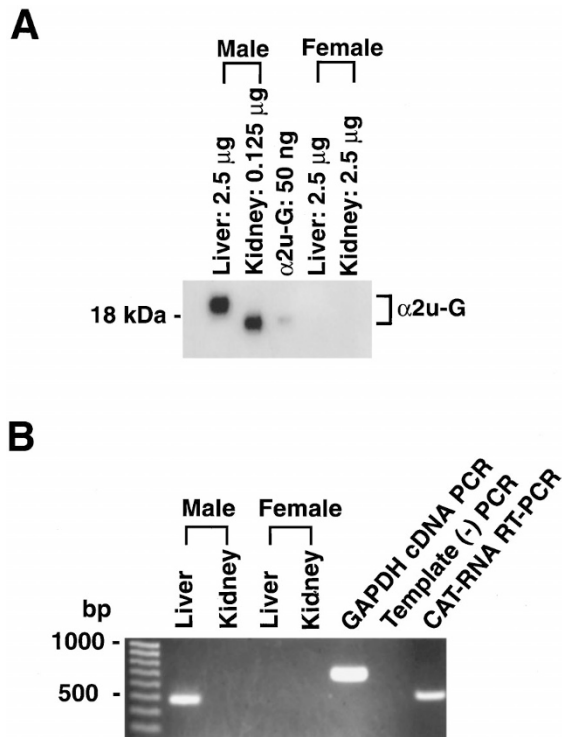 A
Male Female
Liver: 2.5 µg
Kidney: 0.125 µg
α2u-G: 50 ng
Liver: 2.5 µg
Kidney: 2.5 µg
18 kDa - α2u-G
B
Male Female
Liver
Kidney
Liver
Kidney
GAPDH cDNA PCR
Template (-) PCR
CAT-RNA RT-PCR
bp
1000 -
500 -